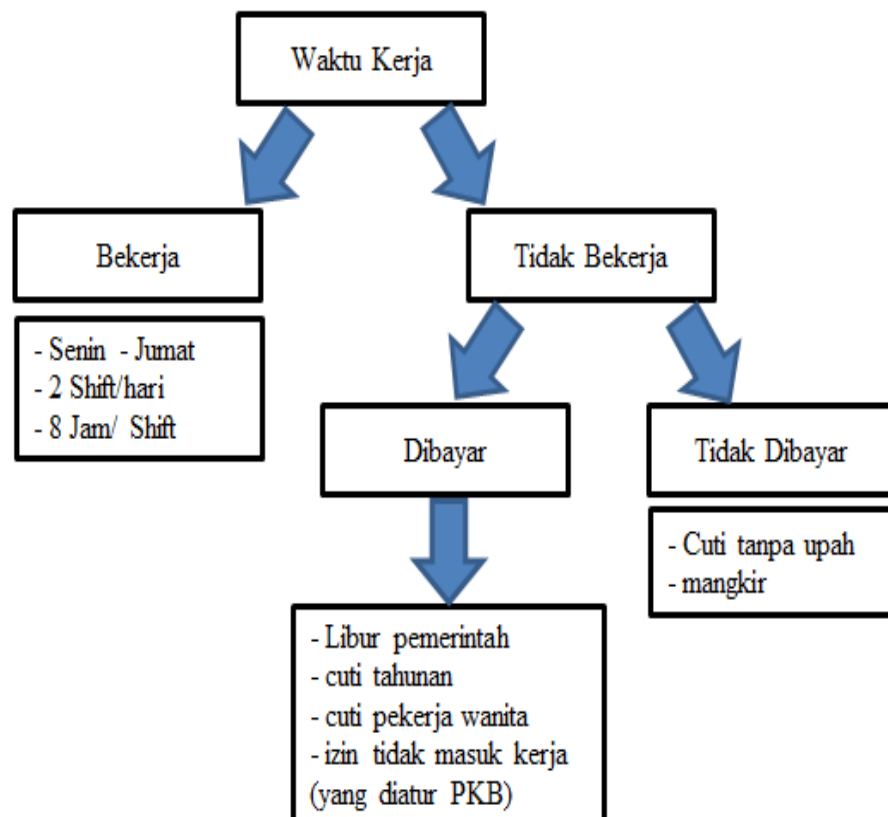 Waktu Kerja
Bekerja
Tidak Bekerja
- Senin - Jumat
- 2 Shift/hari
- 8 Jam/ Shift
Dibayar
Tidak Dibayar
- Cuti tanpa upah
- mangkir
- Libur pemerintah
- cuti tahunan
- cuti pekerja wanita
- izin tidak masuk kerja
(yang diatur PKB)